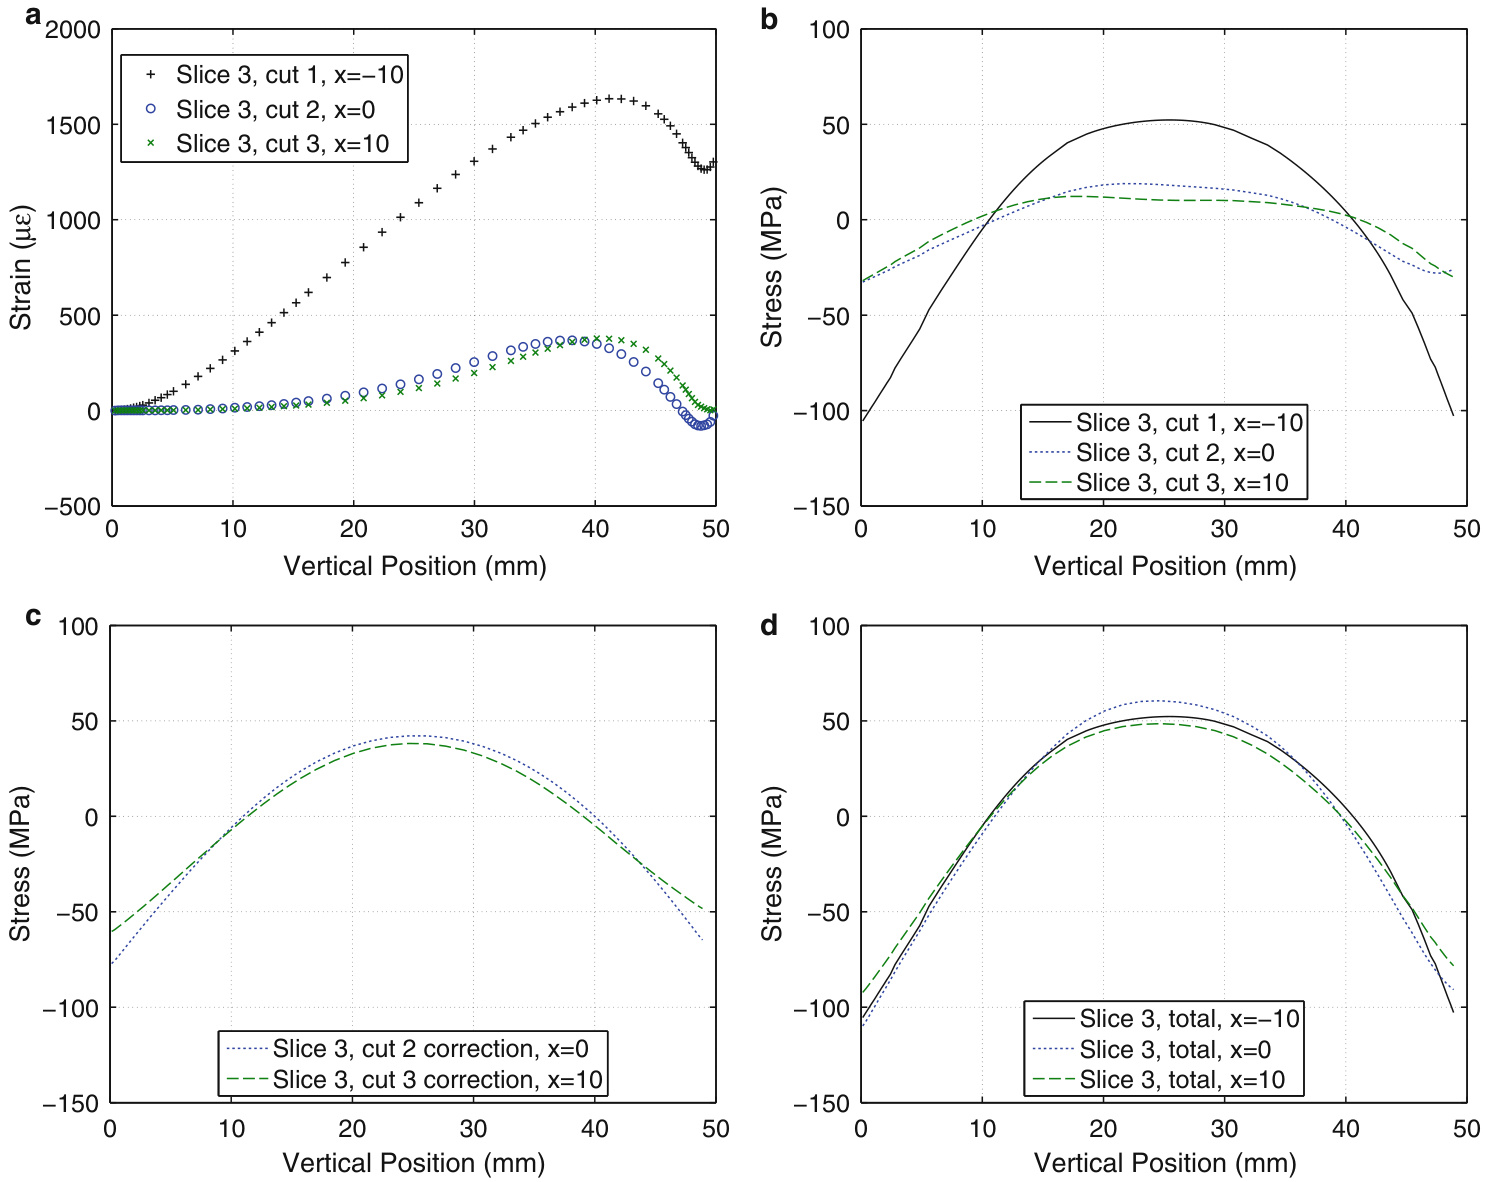 a
2000
1500
1000
500
0
−500
Strain (με)
Slice 3, cut 1, x=−10
Slice 3, cut 2, x=0
Slice 3, cut 3, x=10
0 10 20 30 40 50
Vertical Position (mm)
b
100
50
0
−50
−100
−150
Stress (MPa)
Slice 3, cut 1, x=−10
Slice 3, cut 2, x=0
Slice 3, cut 3, x=10
0 10 20 30 40 50
Vertical Position (mm)
c
100
50
0
−50
−100
−150
Stress (MPa)
Slice 3, cut 2 correction, x=0
Slice 3, cut 3 correction, x=10
0 10 20 30 40 50
Vertical Position (mm)
d
100
50
0
−50
−100
−150
Stress (MPa)
Slice 3, total, x=−10
Slice 3, total, x=0
Slice 3, total, x=10
0 10 20 30 40 50
Vertical Position (mm)